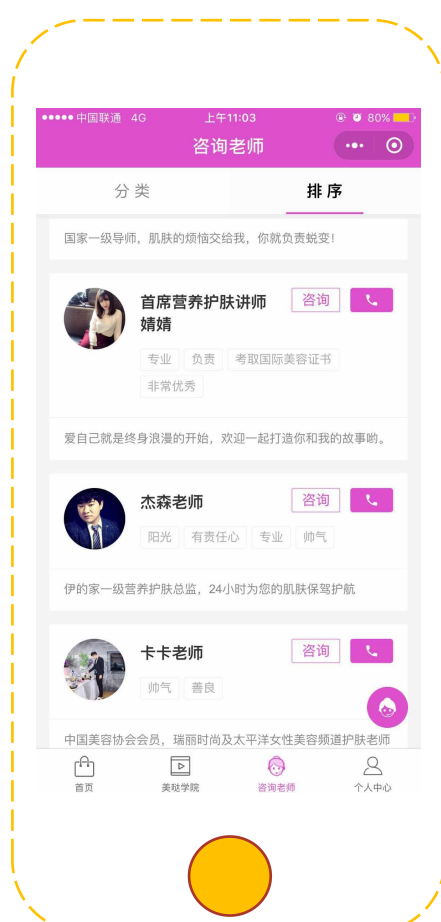 中国联通 4G 上午11:03 80%
咨询老师
分类 排序
国家一级导师，肌肤的烦恼交给我，你就负责蜕变！
首席营养护肤讲师 咨询
婧婧
专业 负责 考取国际美容证书
非常优秀
爱自己就是终身浪漫的开始，欢迎一起打造你和我的故事哟。
杰森老师 咨询
阳光 有责任心 专业 帅气
伊的家一级营养护肤总监，24小时为您的肌肤保驾护航
卡卡老师 咨询
帅气 善良
中国美容协会会员，瑞丽时尚及太平洋女性美容频道护肤老师
首页 美哒学院 咨询老师 个人中心